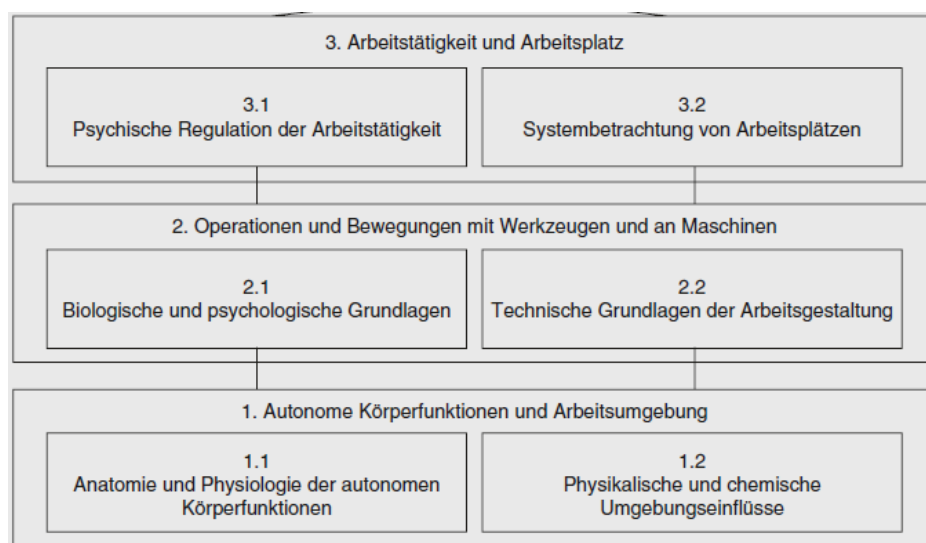 3. Arbeitstätigkeit und Arbeitsplatz
3.1
Psychische Regulation der Arbeitstätigkeit
3.2
Systembetrachtung von Arbeitsplätzen
2. Operationen und Bewegungen mit Werkzeugen und an Maschinen
2.1
Biologische und psychologische Grundlagen
2.2
Technische Grundlagen der Arbeitsgestaltung
1. Autonome Körperfunktionen und Arbeitsumgebung
1.1
Anatomie und Physiologie der autonomen
Körperfunktionen
1.2
Physikalische und chemische
Umgebungseinflüsse